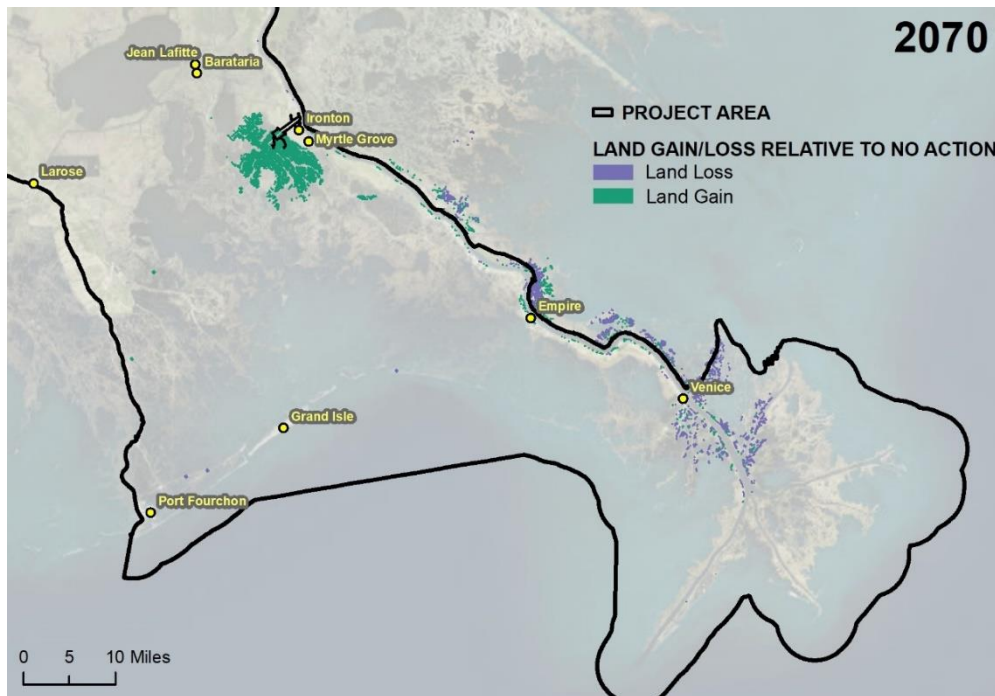 2070
Jean Lafitte
Barataria
Ironton
Myrtle Grove
PROJECT AREA
LAND GAIN/LOSS RELATIVE TO NO ACTION
Land Loss
Land Gain
Larose
Empire
Venice
Grand Isle
Port Fourchon
0 5 10 Miles